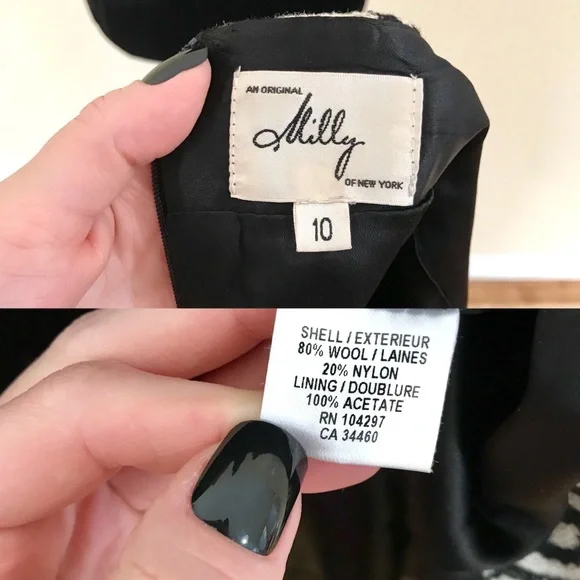 AN ORIGINAL
Milly
OF NEW YORK
10
SHELL / EXTERIEUR
80% WOOL / LAINES
20% NYLON
LINING / DOUBLURE
100% ACETATE
RN 104297
CA 34460